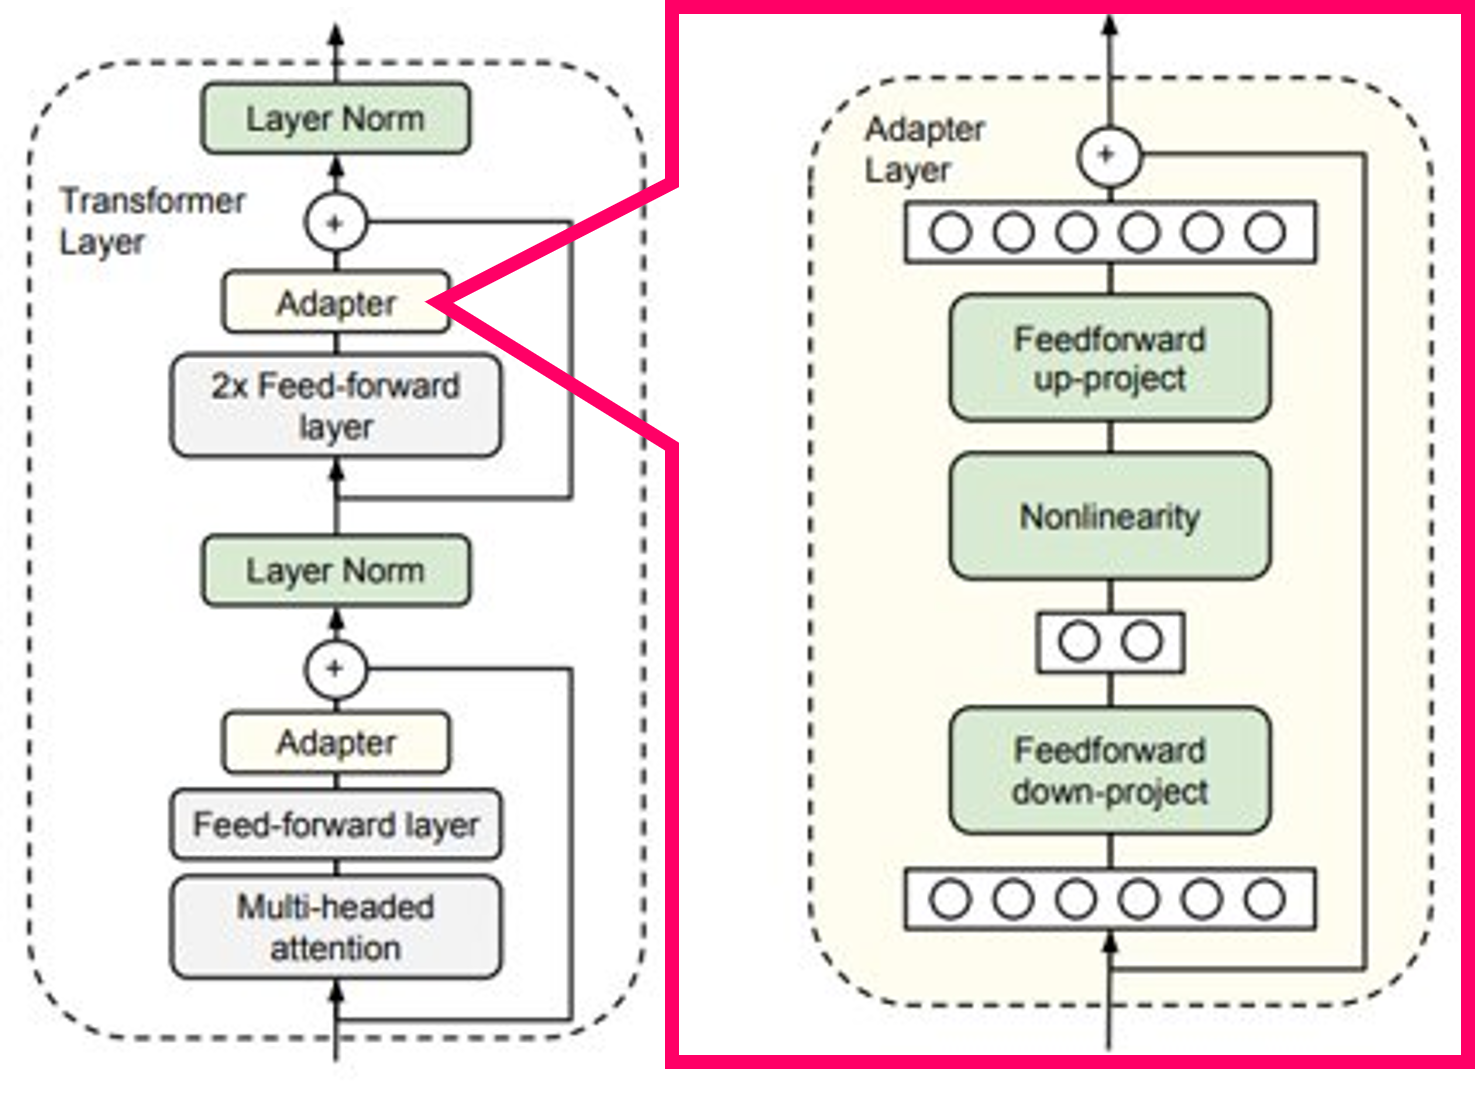 Layer Norm
Transformer
Layer
+
Adapter
2x Feed-forward
layer
Layer Norm
+
Adapter
Feed-forward layer
Multi-headed
attention
Adapter
Layer
+
Feedforward
up-project
Nonlinearity
Feedforward
down-project